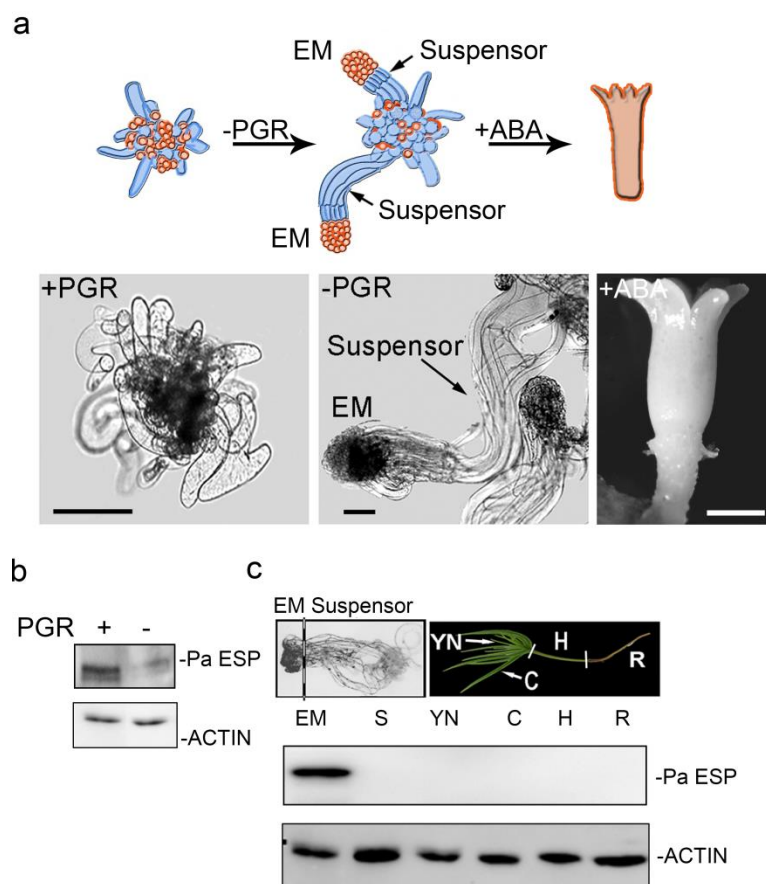 a
EM
Suspensor
-PGR
+ABA
Suspensor
EM
+PGR
-PGR
+ABA
Suspensor
EM
b
PGR + -
-Pa ESP
-ACTIN
c
EM Suspensor
YN
H
R
C
EM S YN C H R
-Pa ESP
-ACTIN